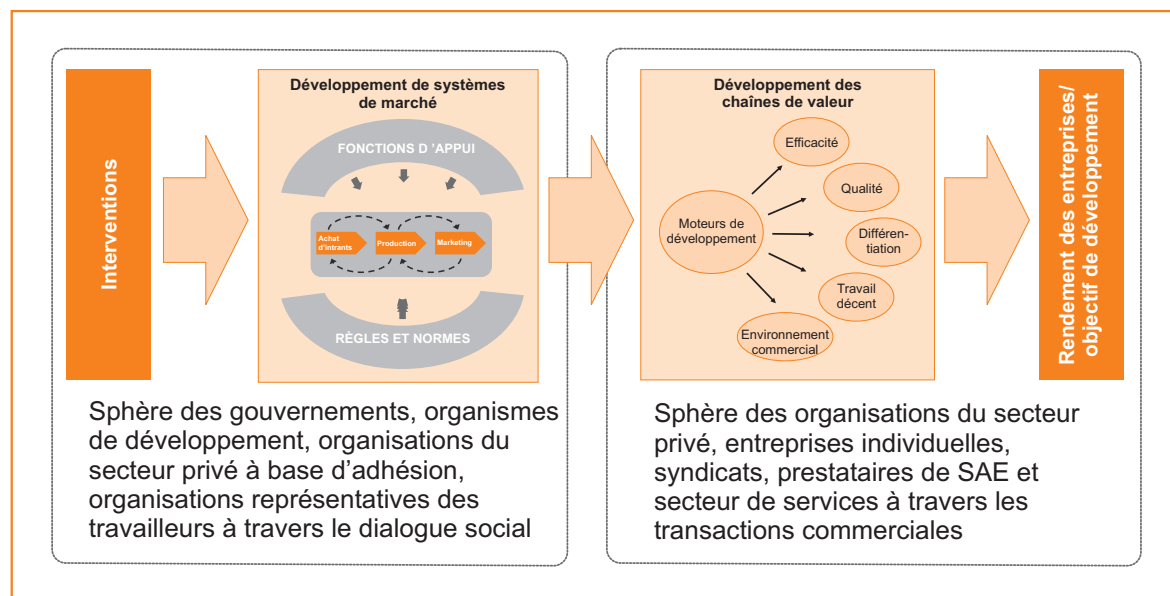 Interventions
Développement de systèmes
de marché
FONCTIONS D 'APPUI
Achat
d'intrants
Production
Marketing
RÈGLES ET NORMES
Sphère des gouvernements, organismes
de développement, organisations du
secteur privé à base d'adhésion,
organisations représentatives des
travailleurs à travers le dialogue social
Développement des
chaînes de valeur
Moteurs de
développement
Efficacité
Qualité
Différen-
tiation
Travail
décent
Environnement
commercial
Rendement des entreprises/
objectif de développement
Sphère des organisations du secteur
privé, entreprises individuelles,
syndicats, prestataires de SAE et
secteur de services à travers les
transactions commerciales